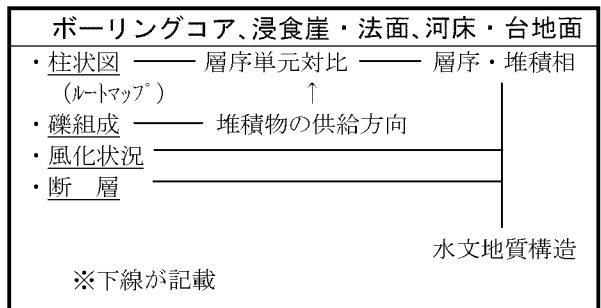 ボーリングコア、浸食崖・法面、河床・台地面
・柱状図 層序単元対比 層序・堆積相
(ルートマップ) ↑
・礫組成 堆積物の供給方向
・風化状況
・断 層
水文地質構造
※下線が記載